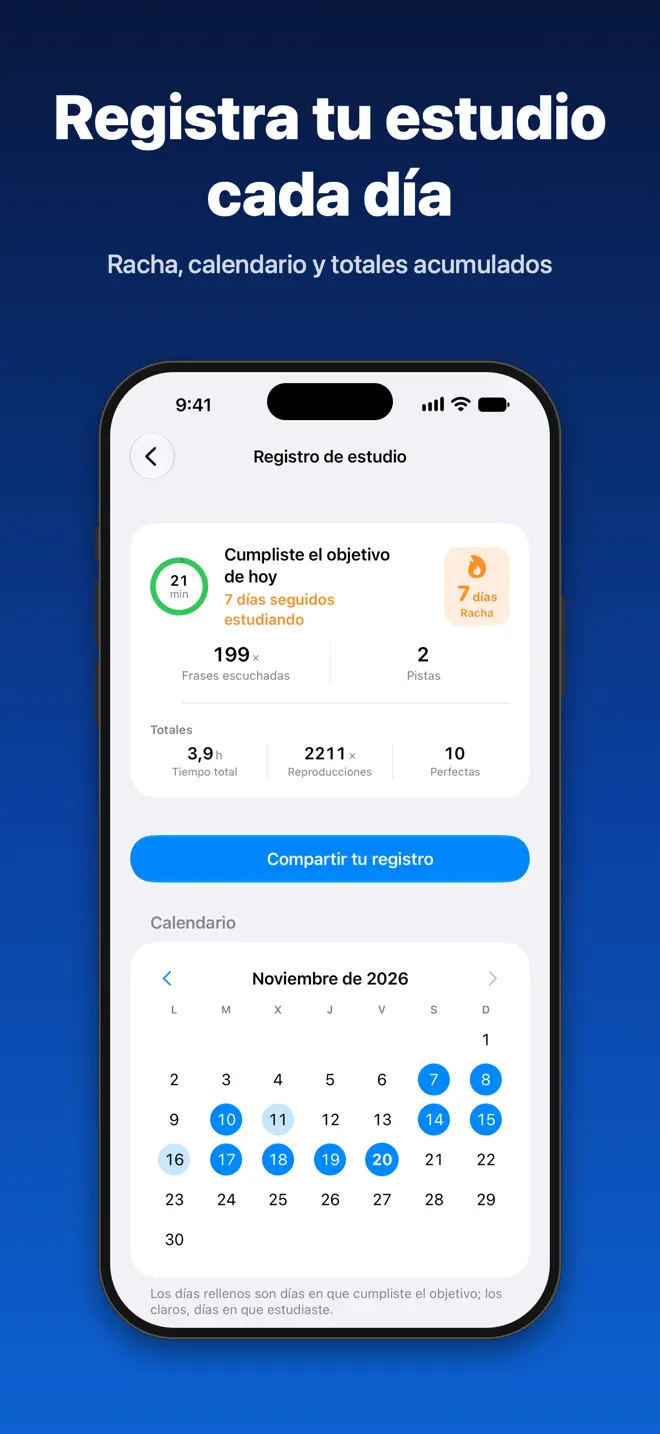 Registra tu estudio
cada día
Racha, calendario y totales acumulados
9:41
Registro de estudio
21
min
Cumpliste el objetivo
de hoy
7 días seguidos
estudiando
7 días
Racha
199 ×
Frases escuchadas
2
Pistas
Totales
3,9 h
Tiempo total
2211 ×
Reproducciones
10
Perfectas
Compartir tu registro
Calendario
Noviembre de 2026
L M X J V S D
1
2 3 4 5 6 7 8
9 10 11 12 13 14 15
16 17 18 19 20 21 22
23 24 25 26 27 28 29
30
Los días rellenos son días en que cumpliste el objetivo; los
claros, días en que estudiaste.